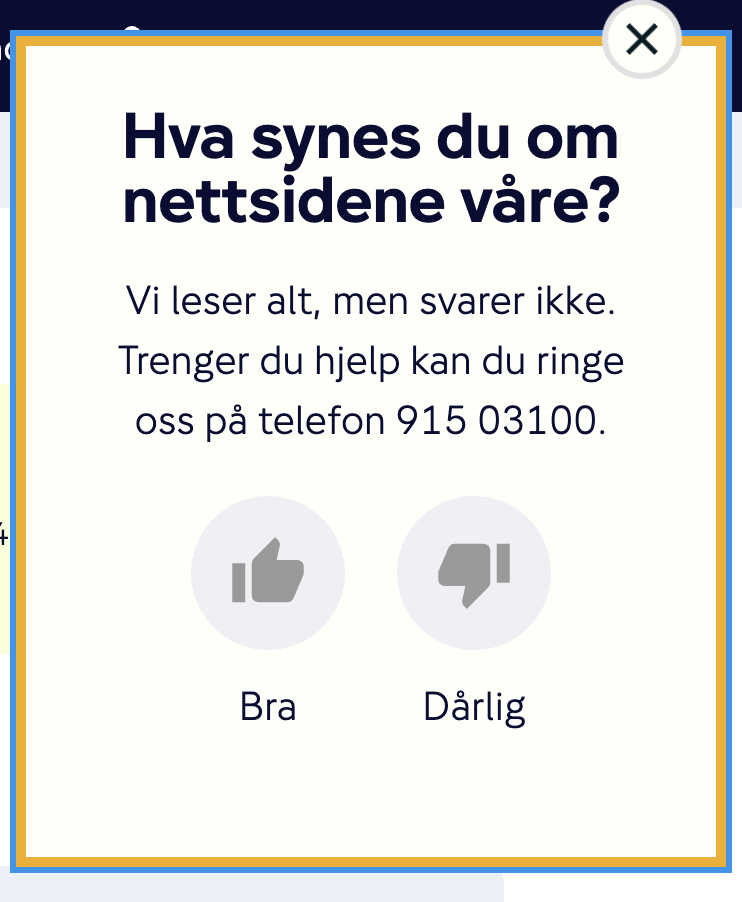 Hva synes du om
nettsidene våre?
Vi leser alt, men svarer ikke.
Trenger du hjelp kan du ringe
oss på telefon 915 03100.
Bra
Dårlig